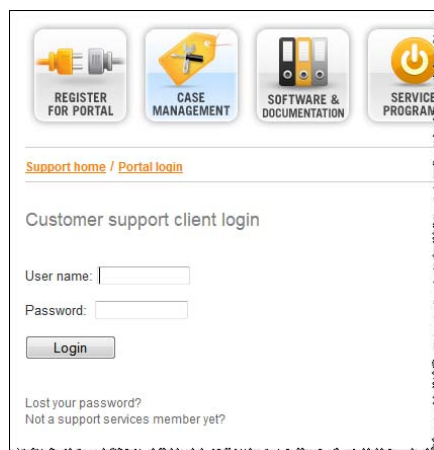 REGISTER
FOR PORTAL
CASE
MANAGEMENT
SOFTWARE &
DOCUMENTATION
SERVICE
PROGRAM
Support home / Portal login
Customer support client login
User name:
Password:
Login
Lost your password?
Not a support services member yet?